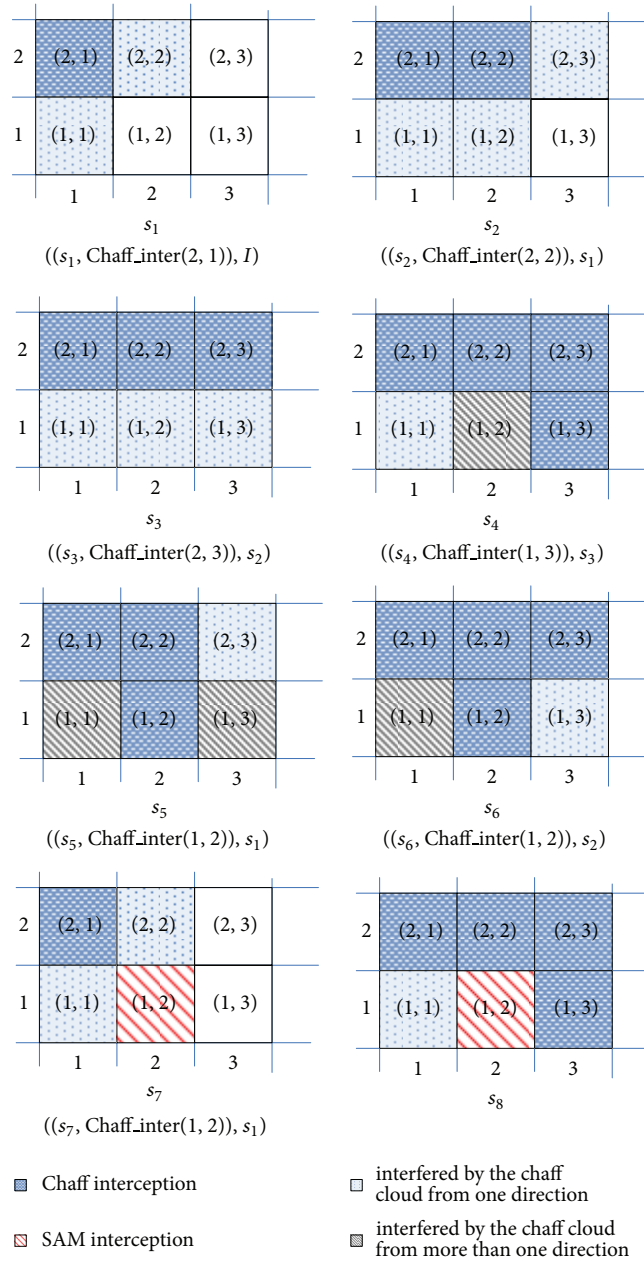 2 (2, 1) (2, 2) (2, 3)
1 (1, 1) (1, 2) (1, 3)
1 2 3
s1
((s1, Chaff_inter(2, 1)), I)
2 (2, 1) (2, 2) (2, 3)
1 (1, 1) (1, 2) (1, 3)
1 2 3
s2
((s2, Chaff_inter(2, 2)), s1)
2 (2, 1) (2, 2) (2, 3)
1 (1, 1) (1, 2) (1, 3)
1 2 3
s3
((s3, Chaff_inter(2, 3)), s2)
2 (2, 1) (2, 2) (2, 3)
1 (1, 1) (1, 2) (1, 3)
1 2 3
s4
((s4, Chaff_inter(1, 3)), s3)
2 (2, 1) (2, 2) (2, 3)
1 (1, 1) (1, 2) (1, 3)
1 2 3
s5
((s5, Chaff_inter(1, 2)), s1)
2 (2, 1) (2, 2) (2, 3)
1 (1, 1) (1, 2) (1, 3)
1 2 3
s6
((s6, Chaff_inter(1, 2)), s2)
2 (2, 1) (2, 2) (2, 3)
1 (1, 1) (1, 2) (1, 3)
1 2 3
s7
((s7, Chaff_inter(1, 2)), s1)
2 (2, 1) (2, 2) (2, 3)
1 (1, 1) (1, 2) (1, 3)
1 2 3
s8
Chaff interception
SAM interception
interfered by the chaff
cloud from one direction
interfered by the chaff cloud
from more than one direction